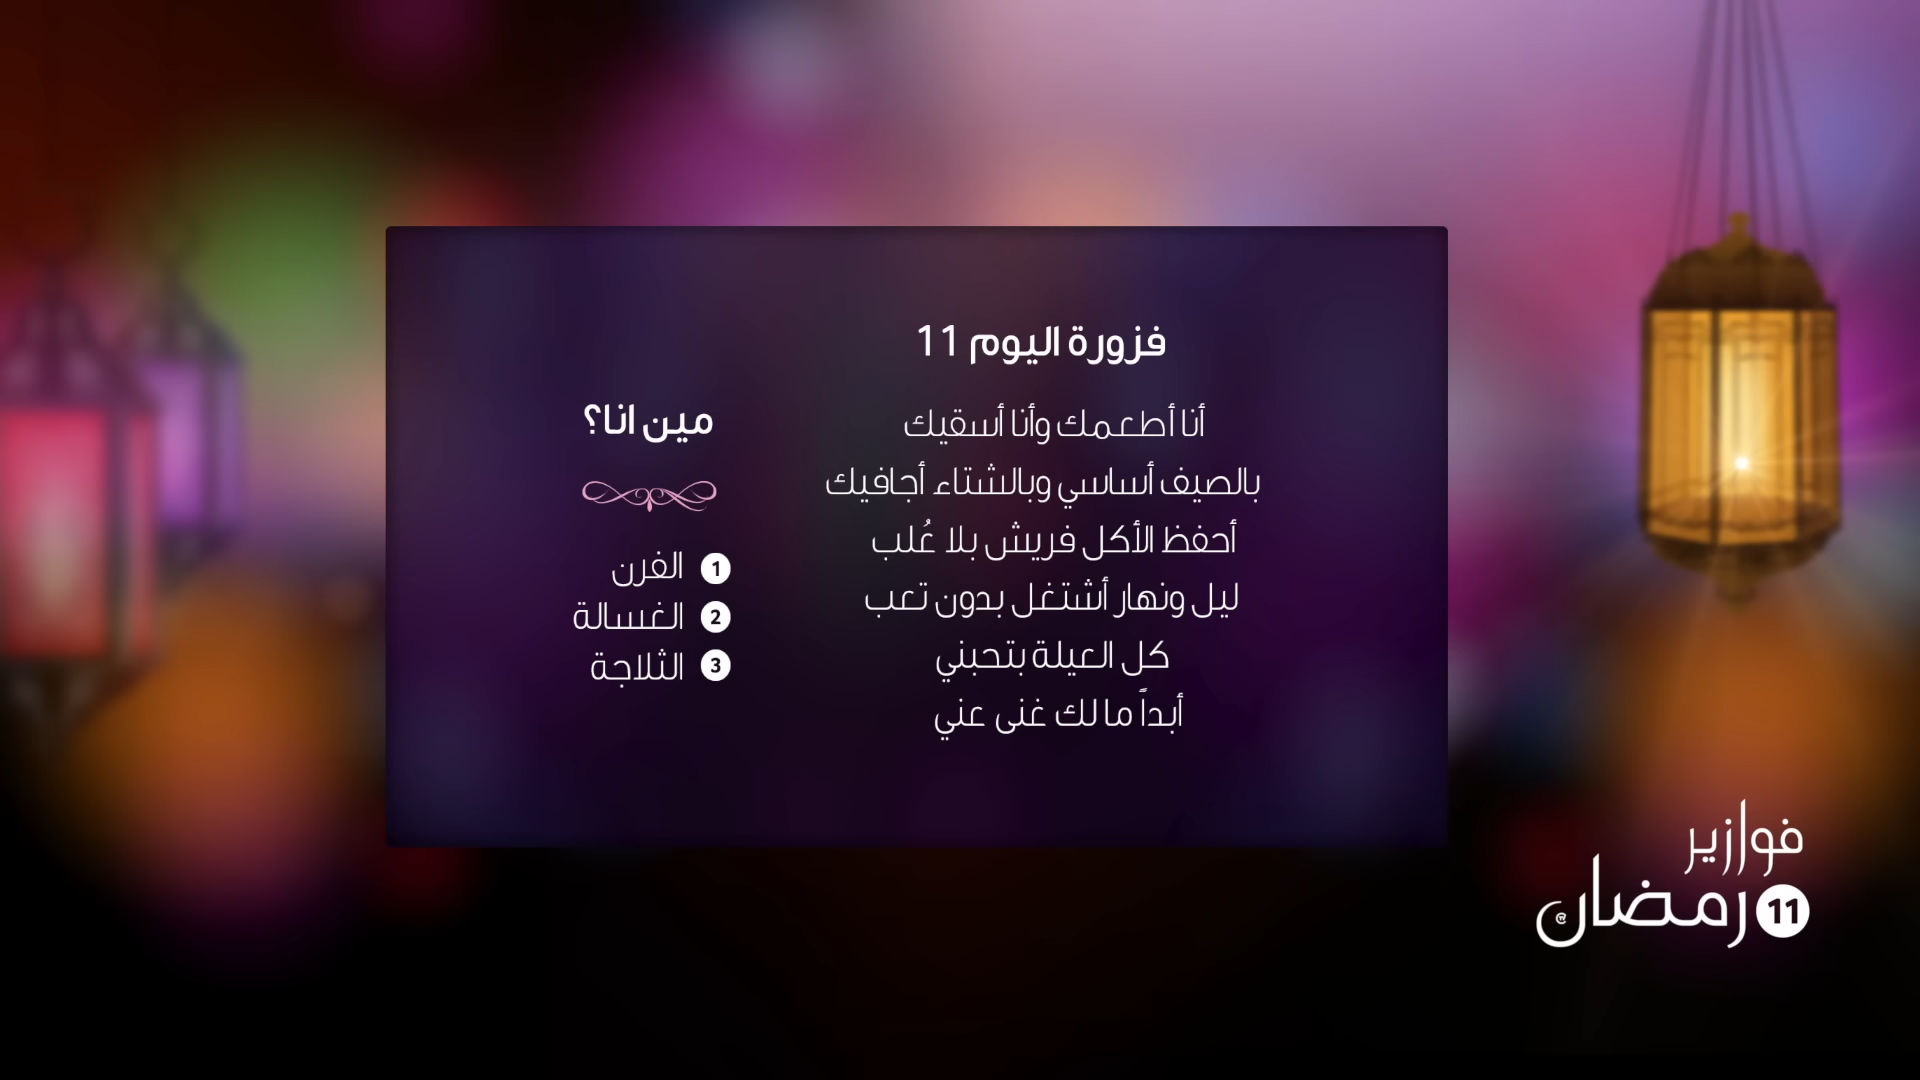 فزورة اليوم 11
أنا أطعمك وأنا أسقيك
بالصيف أساسي وبالشتاء أجافيك
أحفظ الأكل فريش بلا عُلب
ليل ونهار أشتغل بدون تعب
كل العيلة بتحبني
أبداً ما لك غنى عني
مين انا؟
1 الفرن
2 الغسالة
3 الثلاجة
فوازير
11 رمضان